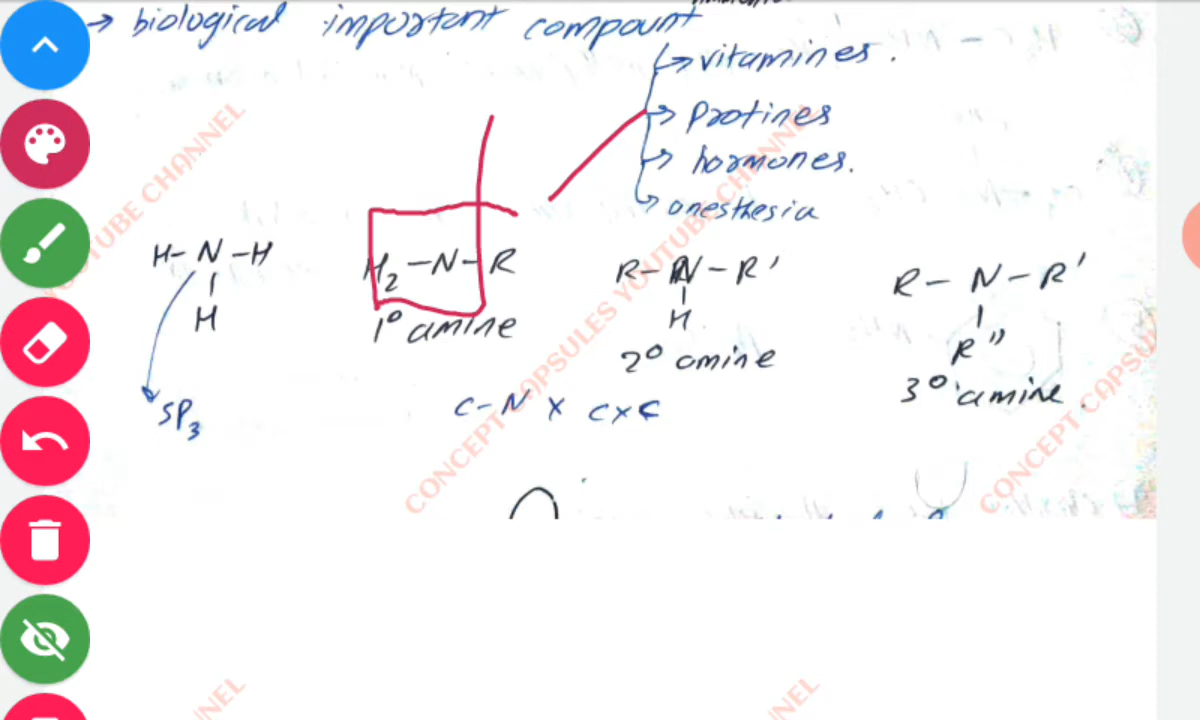 → biological important compount
↳ vitamines.
↳ Protines
↳ hormones.
↳ onesthesia
H-N-H
H
SP3
H2-N-R
1° amine
R-N-R'
H
2° amine
R-N-R'
R"
3° amine.
C-N x CxC
CONCEPT CAPSULES YOUTUBE CHANNEL